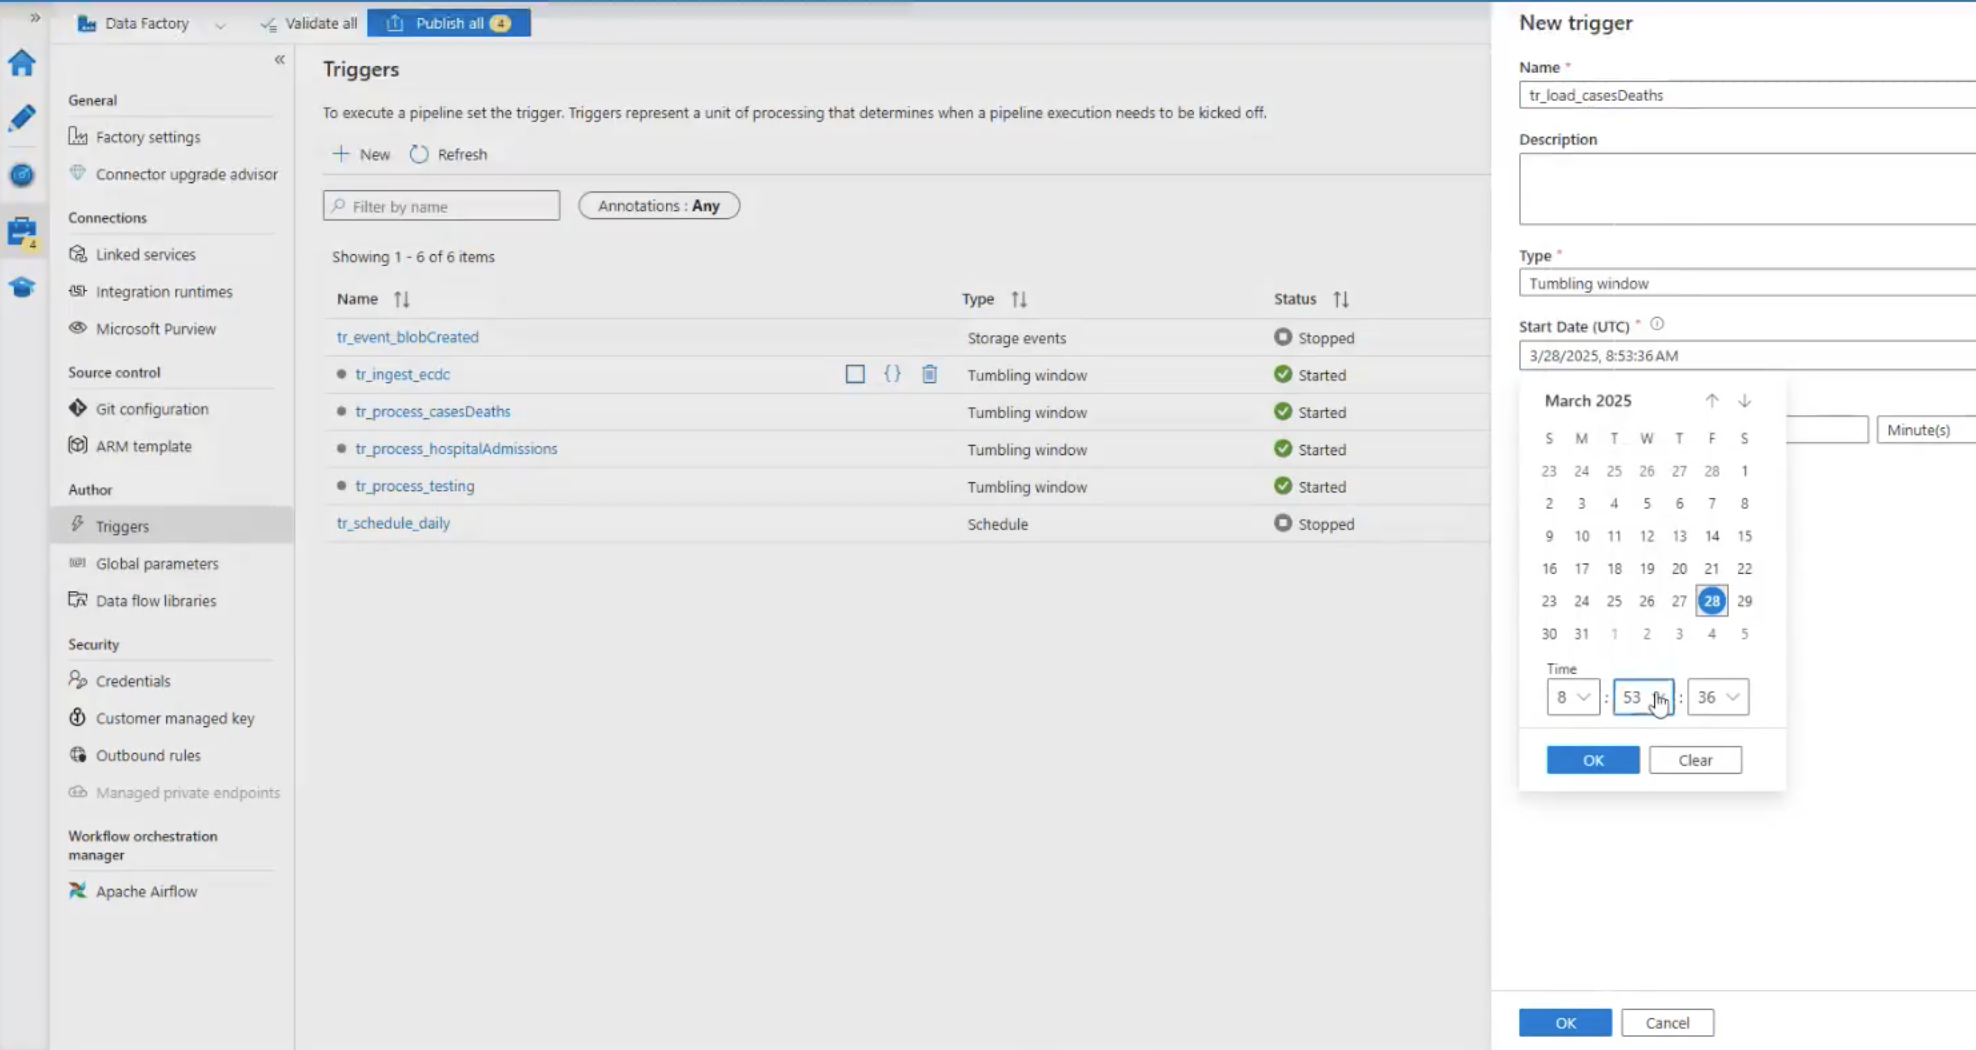 Data Factory
Validate all
Publish all 4
General
Factory settings
Connector upgrade advisor
Connections
Linked services
Integration runtimes
Microsoft Purview
Source control
Git configuration
ARM template
Author
Triggers
Global parameters
Data flow libraries
Security
Credentials
Customer managed key
Outbound rules
Managed private endpoints
Workflow orchestration
manager
Apache Airflow
4
Triggers
To execute a pipeline set the trigger. Triggers represent a unit of processing that determines when a pipeline execution needs to be kicked off.
New Refresh
Filter by name Annotations : Any
Showing 1 - 6 of 6 items
Name Type Status
tr_event_blobCreated Storage events Stopped
tr_ingest_ecdc {} Tumbling window Started
tr_process_casesDeaths Tumbling window Started
tr_process_hospitalAdmissions Tumbling window Started
tr_process_testing Tumbling window Started
tr_schedule_daily Schedule Stopped
New trigger
Name *
tr_load_casesDeaths
Description
Type *
Tumbling window
Start Date (UTC) *
3/28/2025, 8:53:36 AM
Minute(s)
March 2025
S M T W T F S
23 24 25 26 27 28 1
2 3 4 5 6 7 8
9 10 11 12 13 14 15
16 17 18 19 20 21 22
23 24 25 26 27 28 29
30 31 1 2 3 4 5
Time
8 : 53 : 36
OK Clear
OK Cancel